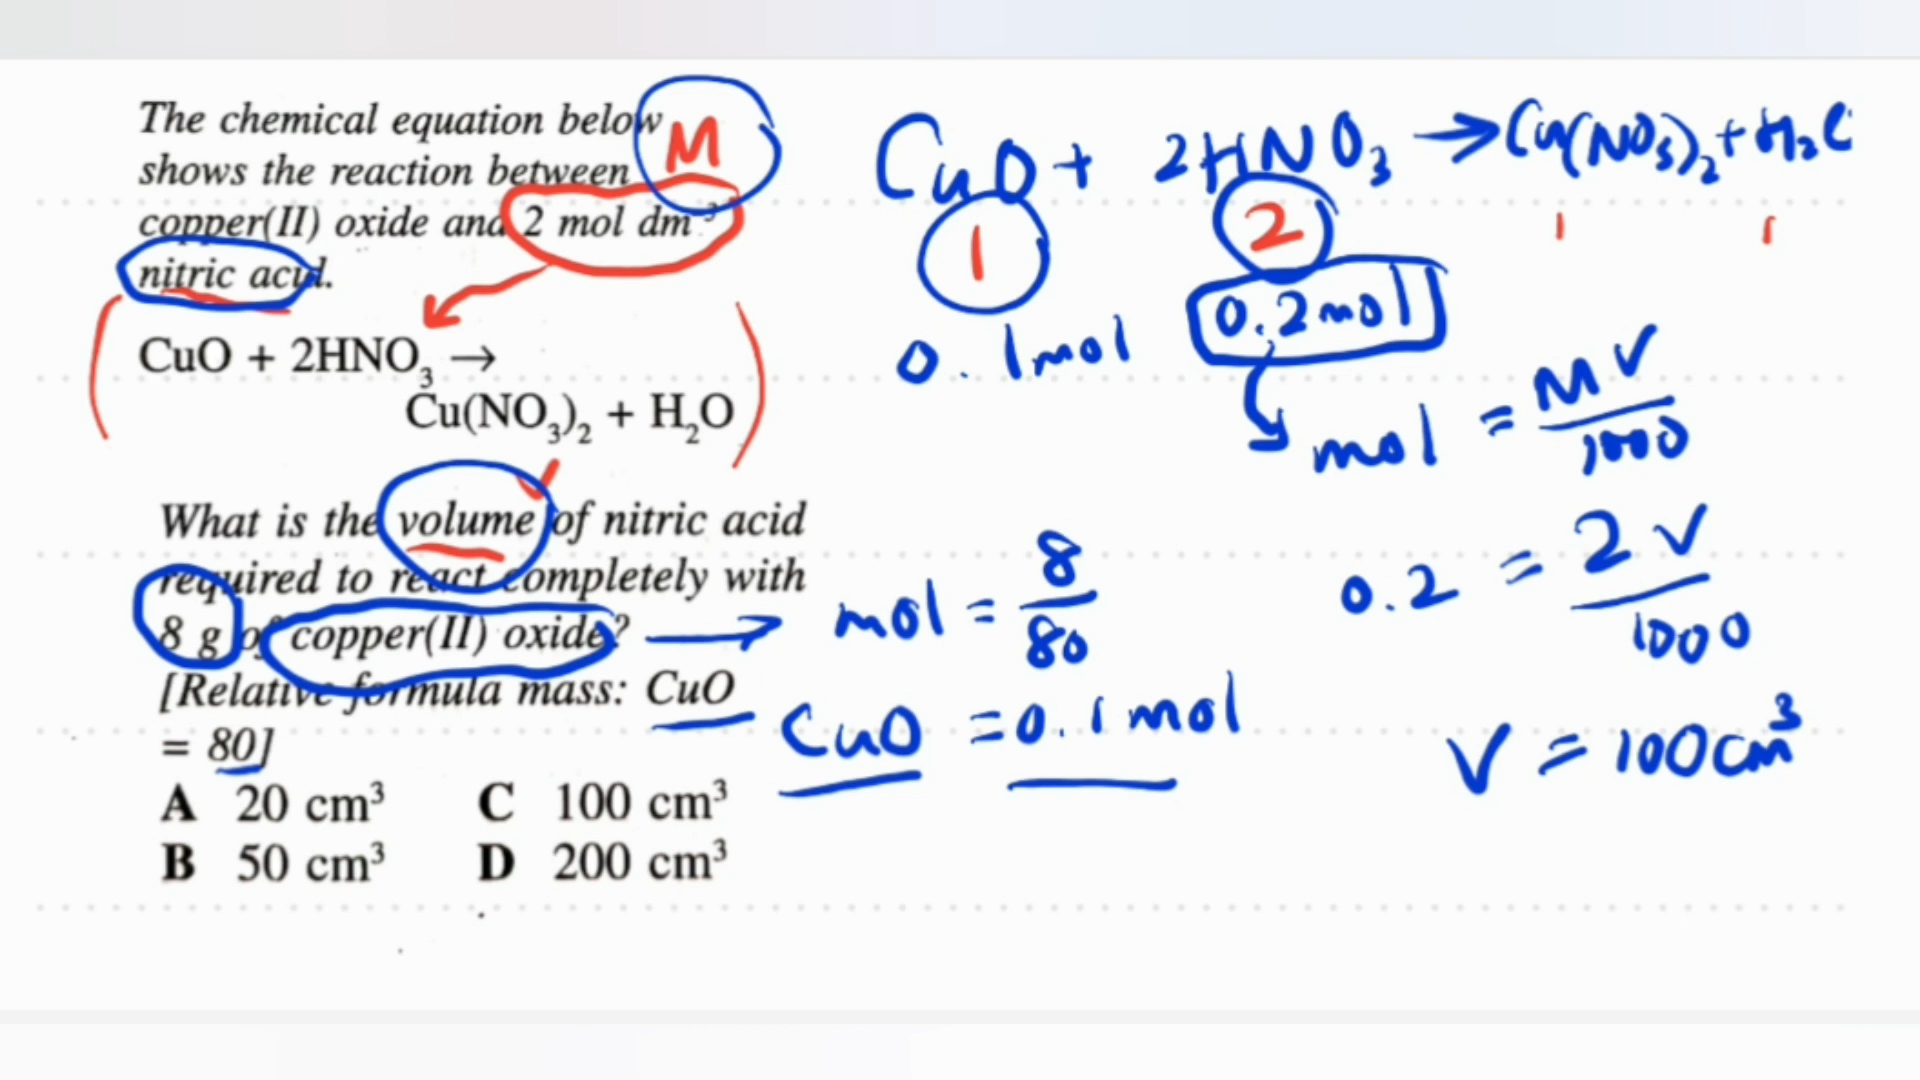 The chemical equation below
M
shows the reaction between
copper(II) oxide and 2 mol dm⁻³
nitric acid.
CuO + 2HNO₃ →
Cu(NO₃)₂ + H₂O
What is the volume of nitric acid
required to react completely with
8 g of copper(II) oxide?
[Relative formula mass: CuO
= 80]
A 20 cm³ C 100 cm³
B 50 cm³ D 200 cm³
CuO + 2HNO₃ → Cu(NO₃)₂ + H₂O
1 2 1 1
0.1mol 0.2mol
mol = MV/1000
mol = 8/80
CuO = 0.1mol
0.2 = 2V/1000
V = 100cm³